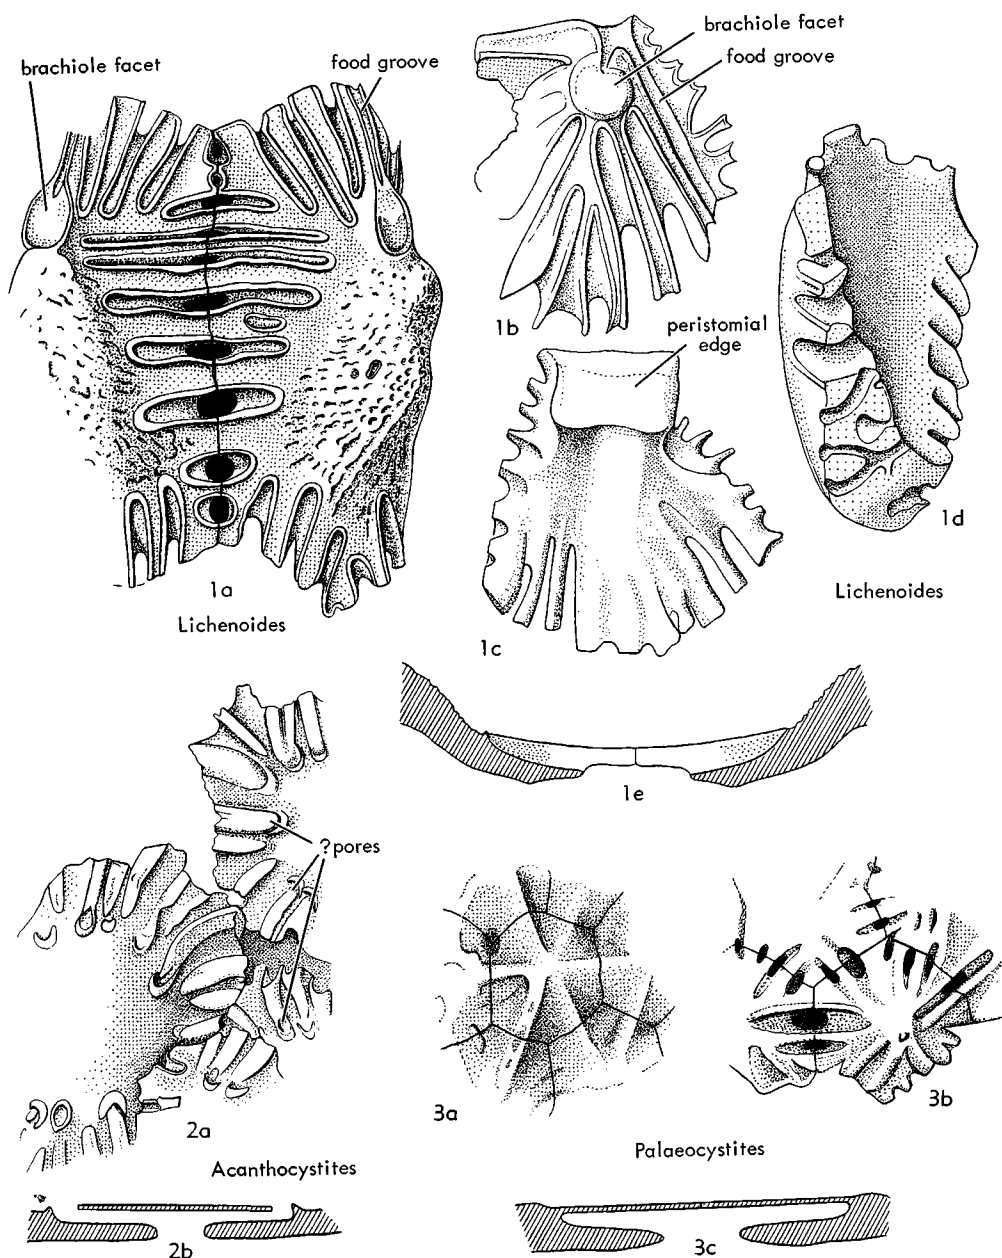 brachiole facet
food groove
brachiole facet
food groove
1a
Lichenoides
1b
peristomial
edge
1c
1d
Lichenoides
1e
?pores
2a
Acanthocystites
3a
3b
Palaeocystites
2b
3c